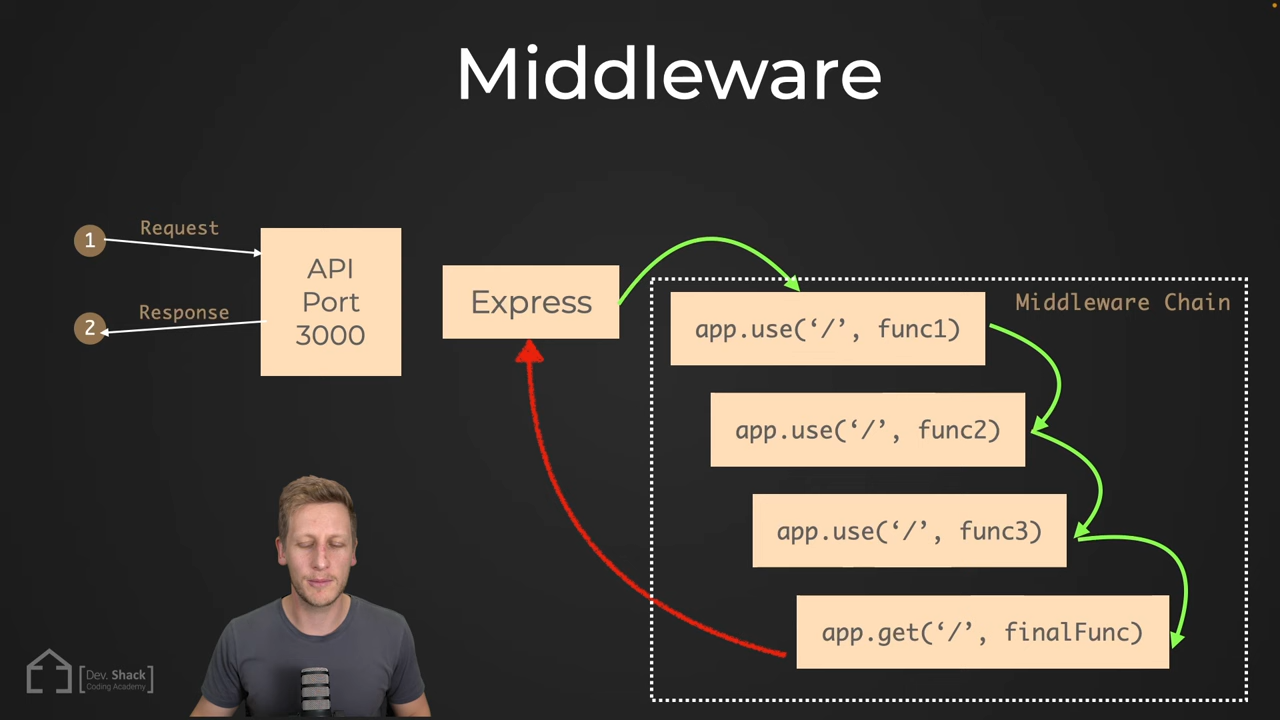 Middleware
1
Request
2
Response
API
Port
3000
Express
Middleware Chain
app.use(‘/’, func1)
app.use(‘/’, func2)
app.use(‘/’, func3)
app.get(‘/’, finalFunc)
Dev. Shack
Coding Academy